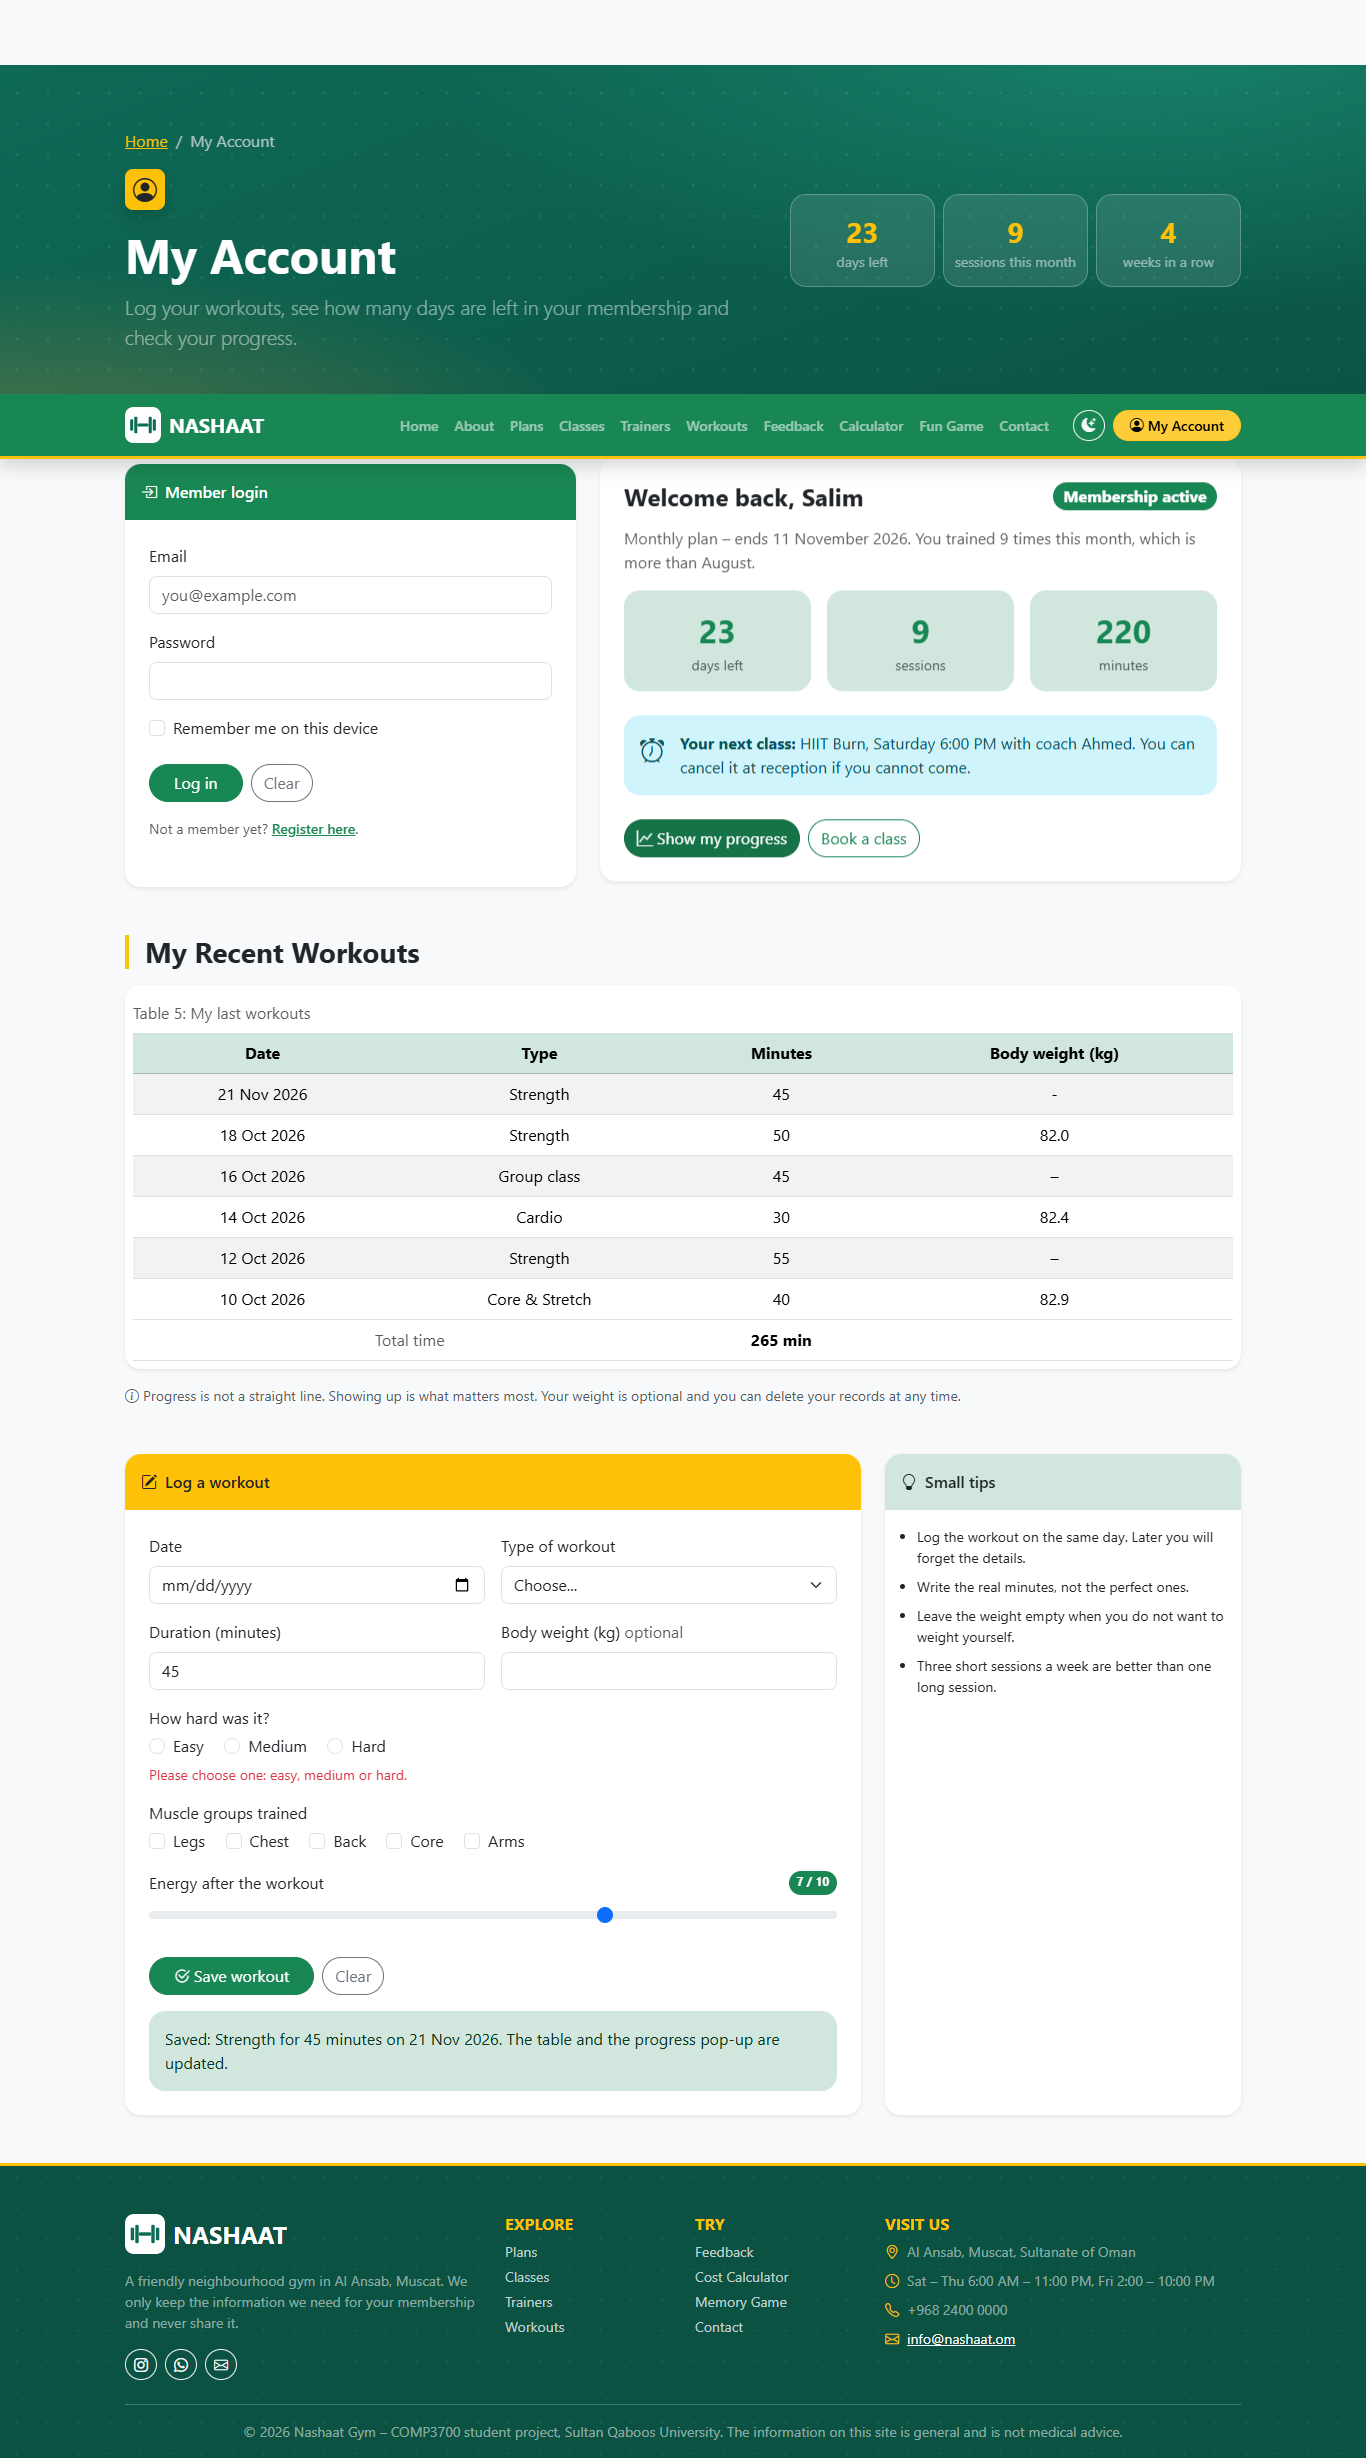 Home / My Account
My Account
Log your workouts, see how many days are left in your membership and
check your progress.
23
days left
9
sessions this month
4
weeks in a row
NASHAAT
Home About Plans Classes Trainers Workouts Feedback Calculator Fun Game Contact My Account
Member login
Email
you@example.com
Password
Remember me on this device
Log in Clear
Not a member yet? Register here.
Welcome back, Salim
Membership active
Monthly plan – ends 11 November 2026. You trained 9 times this month, which is
more than August.
23
days left
9
sessions
220
minutes
Your next class: HIIT Burn, Saturday 6:00 PM with coach Ahmed. You can
cancel it at reception if you cannot come.
Show my progress Book a class
My Recent Workouts
Table 5: My last workouts
Date Type Minutes Body weight (kg)
21 Nov 2026 Strength 45 -
18 Oct 2026 Strength 50 82.0
16 Oct 2026 Group class 45 –
14 Oct 2026 Cardio 30 82.4
12 Oct 2026 Strength 55 –
10 Oct 2026 Core & Stretch 40 82.9
Total time 265 min
Progress is not a straight line. Showing up is what matters most. Your weight is optional and you can delete your records at any time.
Log a workout
Date
mm/dd/yyyy
Type of workout
Choose...
Duration (minutes)
45
Body weight (kg) optional
How hard was it?
Easy Medium Hard
Please choose one: easy, medium or hard.
Muscle groups trained
Legs Chest Back Core Arms
Energy after the workout 7 / 10
Save workout Clear
Saved: Strength for 45 minutes on 21 Nov 2026. The table and the progress pop-up are
updated.
Small tips
Log the workout on the same day. Later you will
forget the details.
Write the real minutes, not the perfect ones.
Leave the weight empty when you do not want to
weight yourself.
Three short sessions a week are better than one
long session.
NASHAAT
A friendly neighbourhood gym in Al Ansab, Muscat. We
only keep the information we need for your membership
and never share it.
EXPLORE
Plans
Classes
Trainers
Workouts
TRY
Feedback
Cost Calculator
Memory Game
Contact
VISIT US
Al Ansab, Muscat, Sultanate of Oman
Sat – Thu 6:00 AM – 11:00 PM, Fri 2:00 – 10:00 PM
+968 2400 0000
info@nashaat.om
© 2026 Nashaat Gym – COMP3700 student project, Sultan Qaboos University. The information on this site is general and is not medical advice.